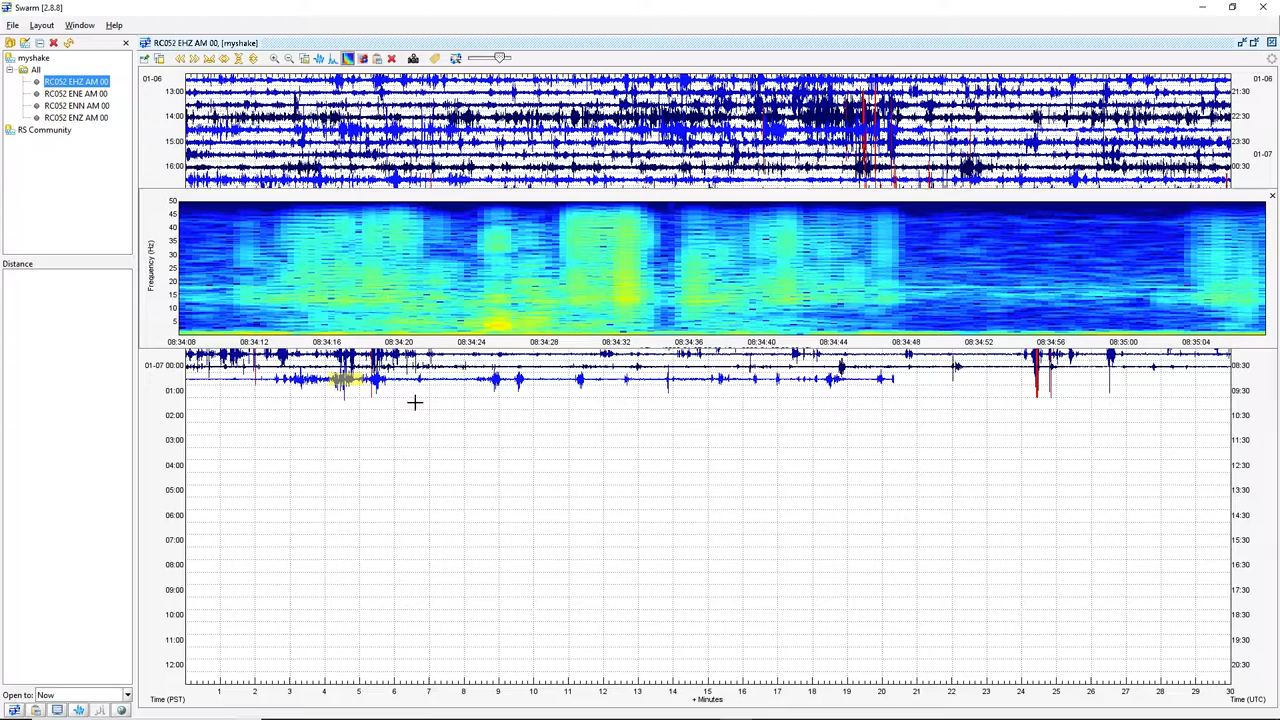 Swarm [2.8.8]
File Layout Window Help
myshake
All
RC052 EHZ AM 00
RC052 ENE AM 00
RC052 ENN AM 00
RC052 ENZ AM 00
RS Community
Distance
Open to: Now
RC052 EHZ AM 00, [myshake]
01-06 01-06
13:00 21:30
14:00 22:30
15:00 23:30
01-07
16:00 00:30
Frequency (Hz)
50
45
40
35
30
25
20
15
10
5
08:34:08 08:34:12 08:34:16 08:34:20 08:34:24 08:34:28 08:34:32 08:34:36 08:34:40 08:34:44 08:34:48 08:34:52 08:34:56 08:35:00 08:35:04
01-07 00:00 08:30
01:00 09:30
02:00 10:30
03:00 11:30
04:00 12:30
05:00 13:30
06:00 14:30
07:00 15:30
08:00 16:30
09:00 17:30
10:00 18:30
11:00 19:30
12:00 20:30
1 2 3 4 5 6 7 8 9 10 11 12 13 14 15 16 17 18 19 20 21 22 23 24 25 26 27 28 29 30
Time (PST) + Minutes Time (UTC)